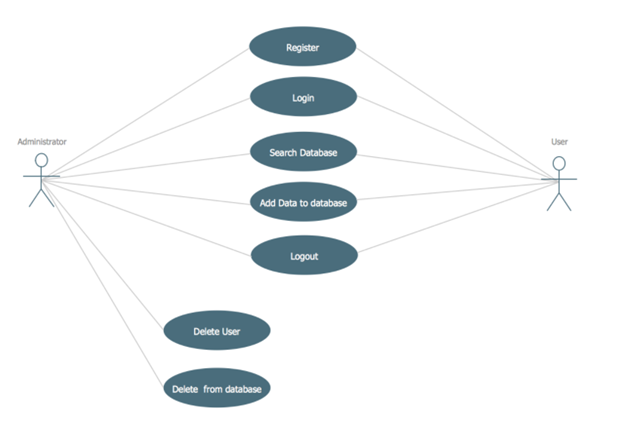 Register
Login
Administrator
User
Search Database
Add Data to database
Logout
Delete User
Delete from database